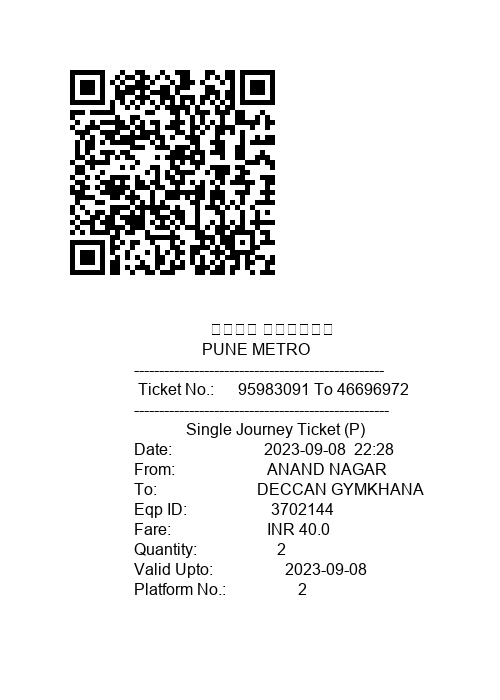 PUNE METRO
--------------------------------------------------
Ticket No.: 95983091 To 46696972
---------------------------------------------------
Single Journey Ticket (P)
Date: 2023-09-08 22:28
From: ANAND NAGAR
To: DECCAN GYMKHANA
Eqp ID: 3702144
Fare: INR 40.0
Quantity: 2
Valid Upto: 2023-09-08
Platform No.: 2